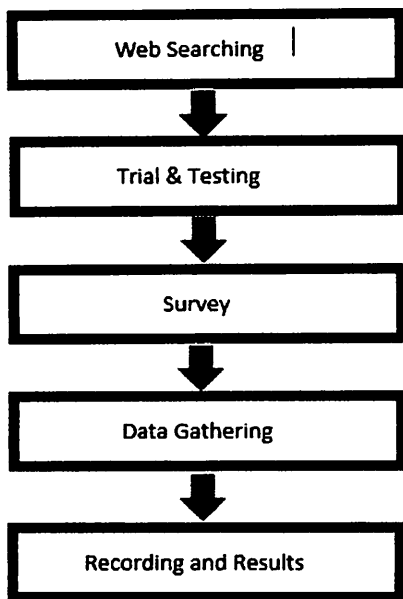 Web Searching
Trial & Testing
Survey
Data Gathering
Recording and Results